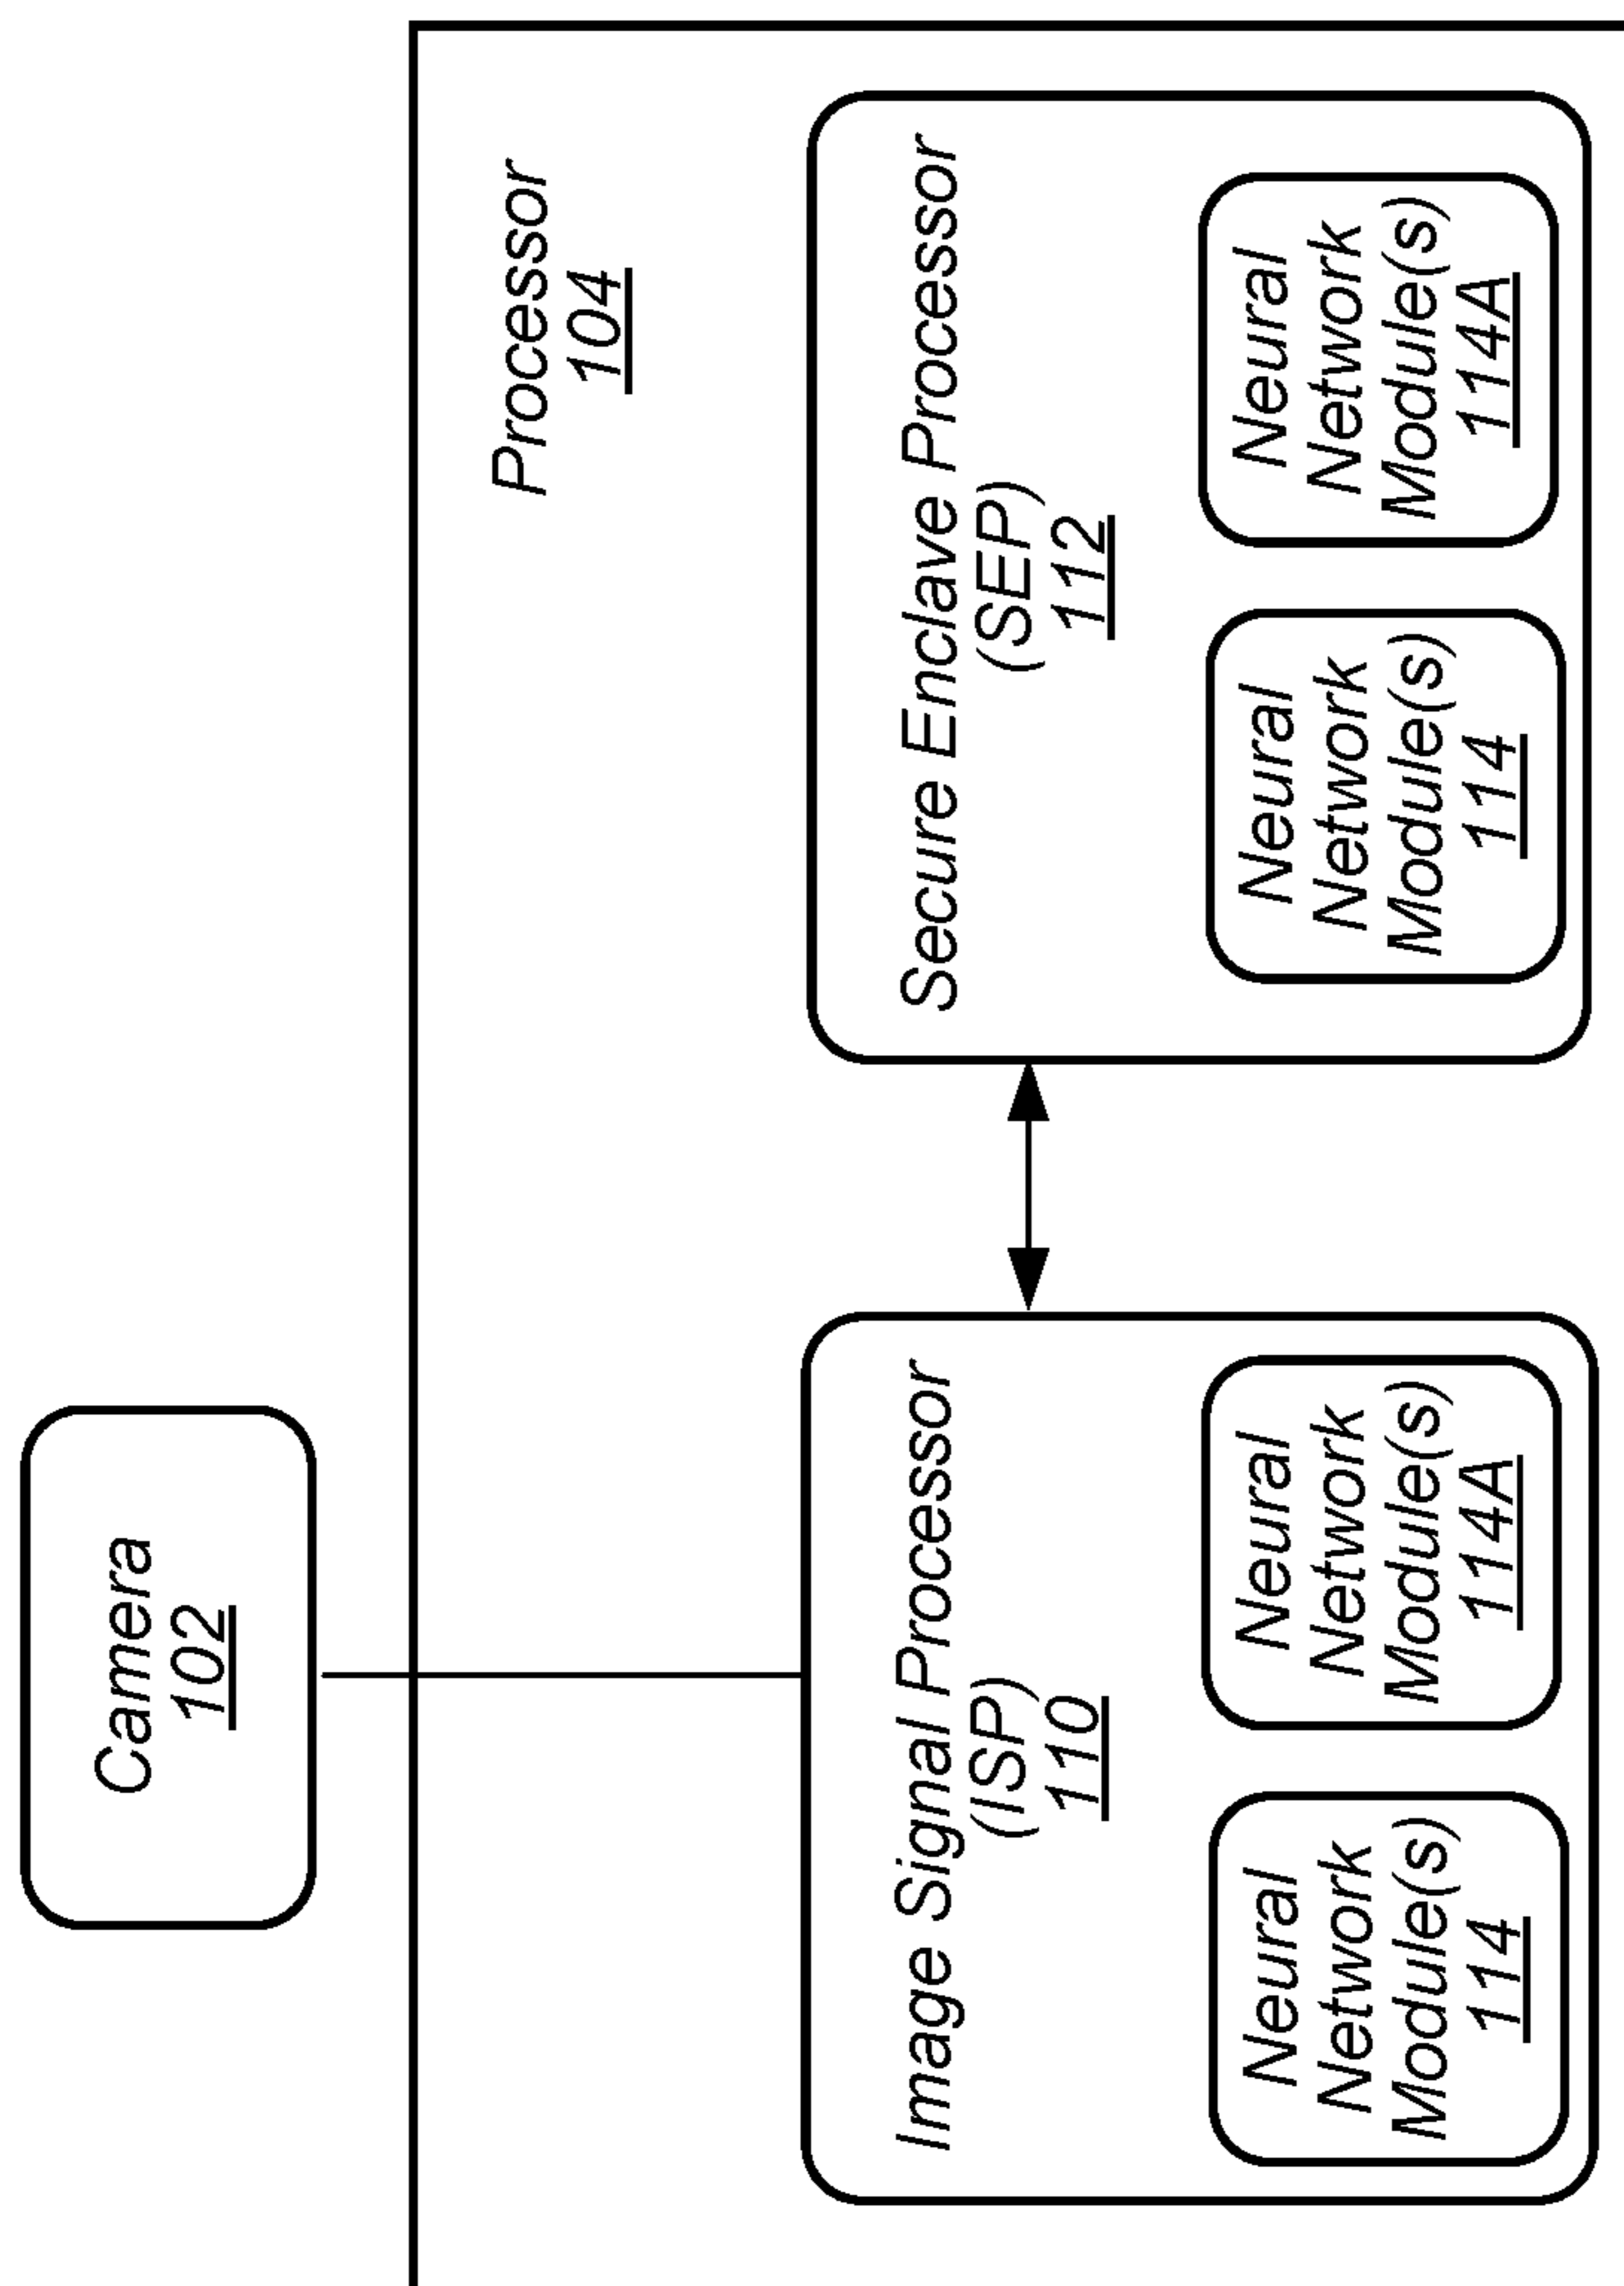 Camera
102
Processor
104
Image Signal Processor
(ISP)
110
Secure Enclave Processor
(SEP)
112
Neural
Network
Module(s)
114
Neural
Network
Module(s)
114A
Neural
Network
Module(s)
114
Neural
Network
Module(s)
114A